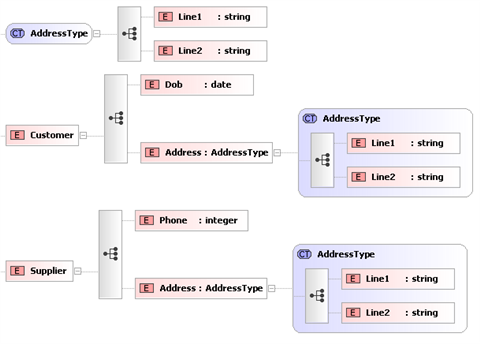 CT AddressType
E Line1 : string
E Line2 : string
E Customer
E Dob : date
E Address : AddressType
CT AddressType
E Line1 : string
E Line2 : string
E Supplier
E Phone : integer
E Address : AddressType
CT AddressType
E Line1 : string
E Line2 : string